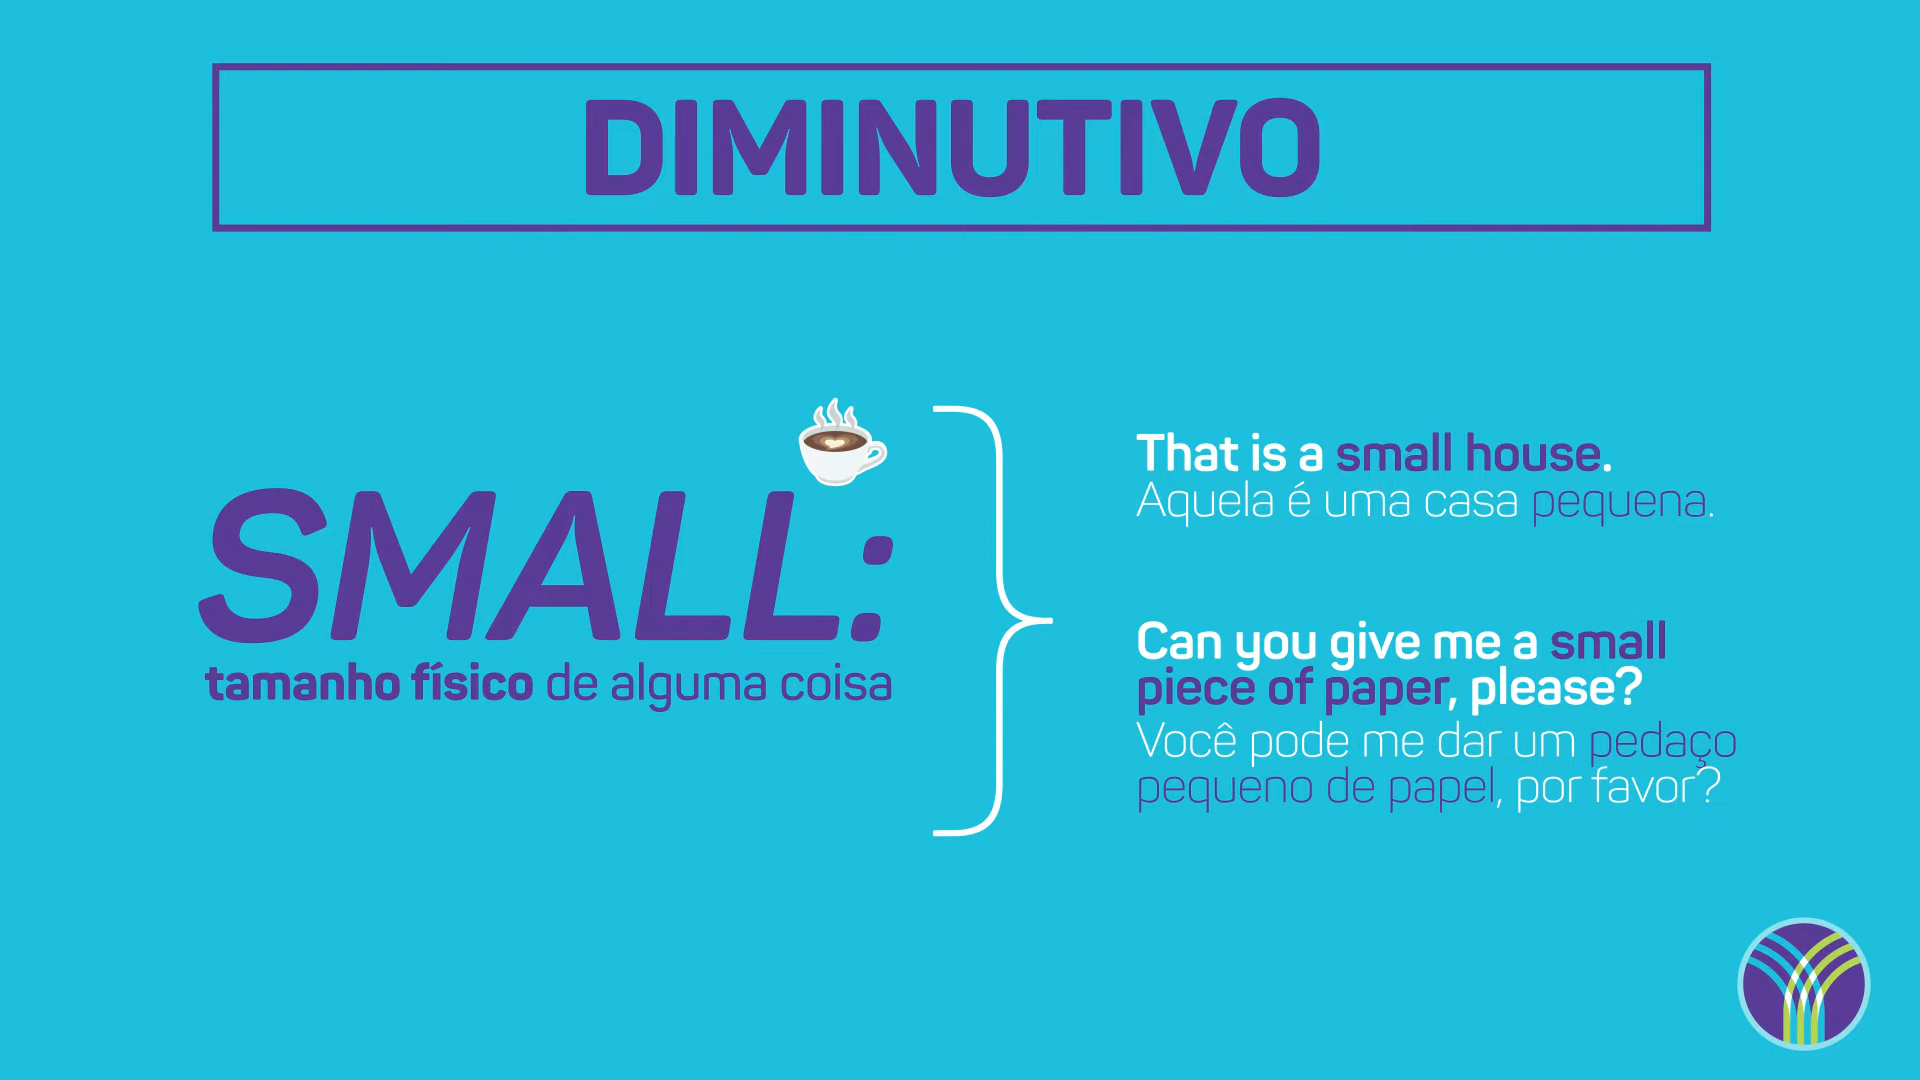 DIMINUTIVO
SMALL:
tamanho físico de alguma coisa
That is a small house.
Aquela é uma casa pequena.
Can you give me a small
piece of paper, please?
Você pode me dar um pedaço
pequeno de papel, por favor?